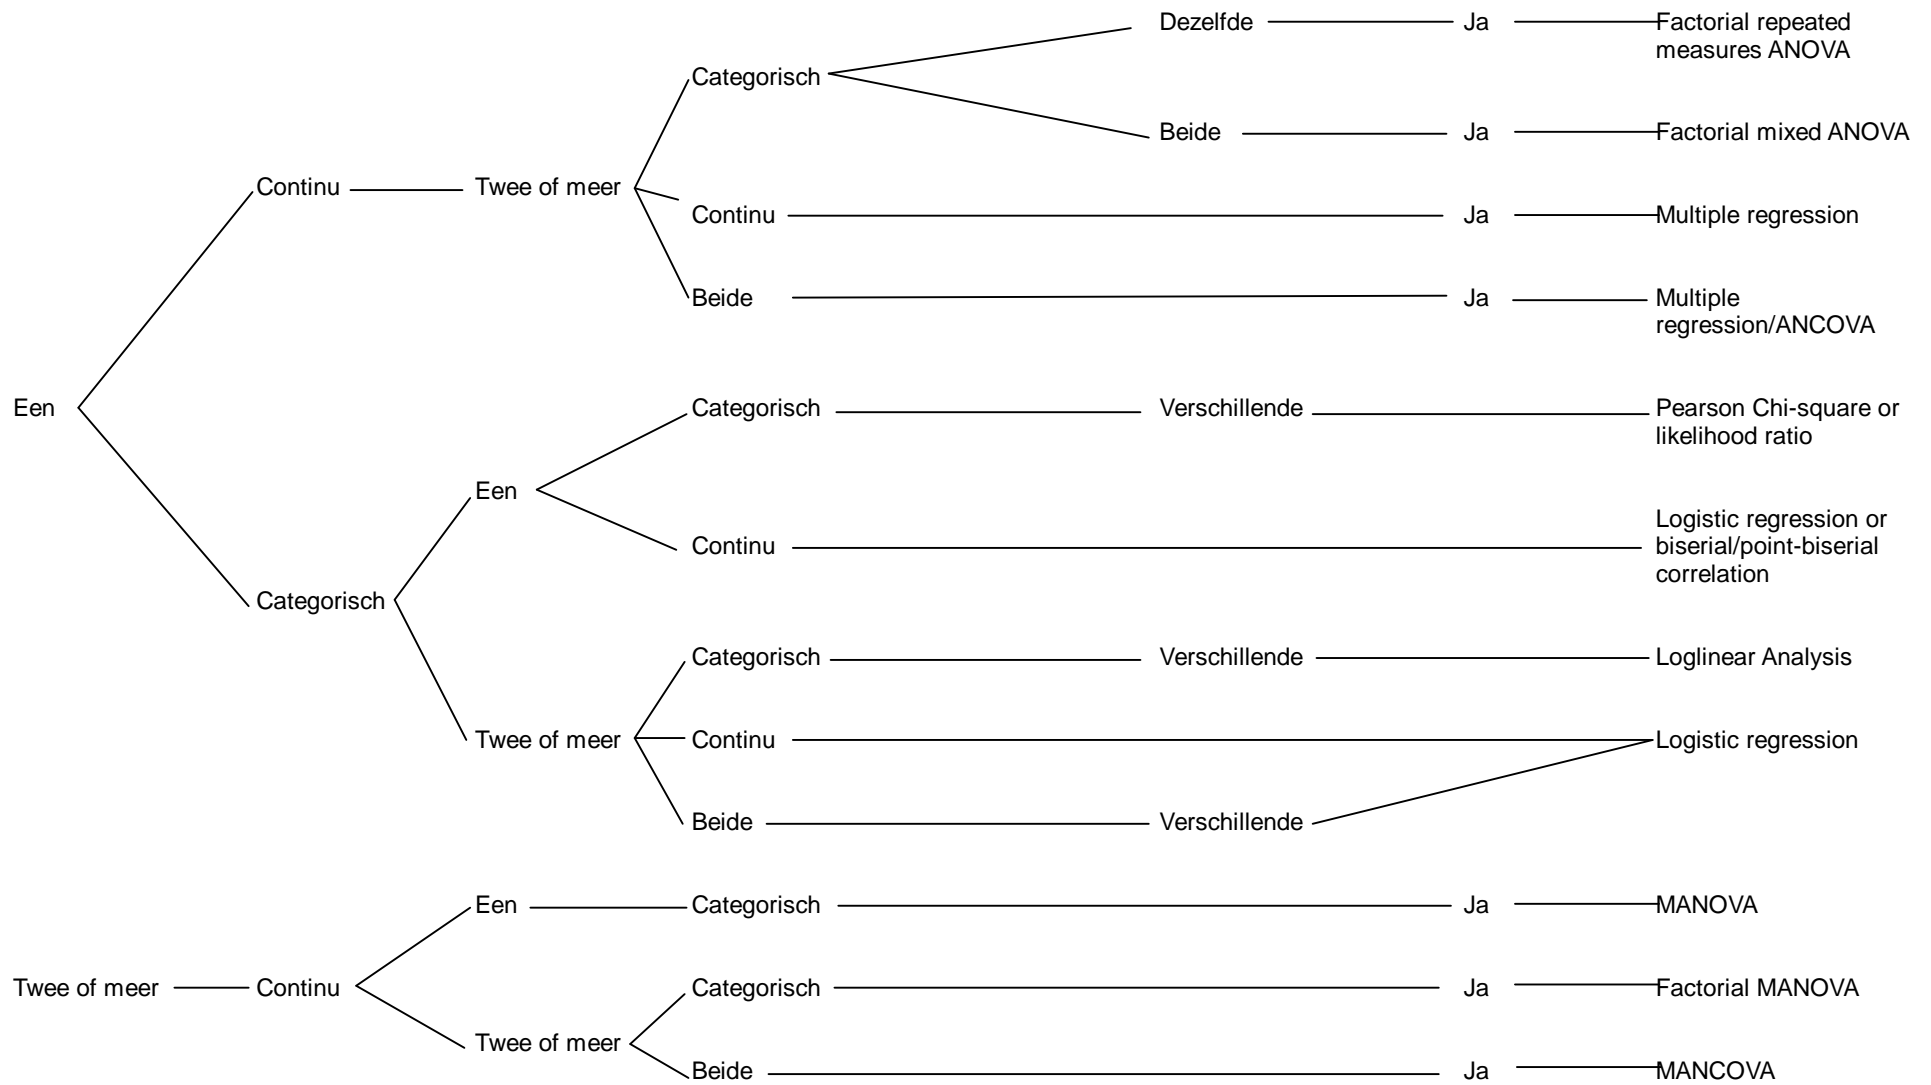 Dezelfde Ja Factorial repeated
measures ANOVA
Categorisch
Beide Ja Factorial mixed ANOVA
Continu Twee of meer
Continu Ja Multiple regression
Beide Ja Multiple
regression/ANCOVA
Een Categorisch Verschillende Pearson Chi-square or
likelihood ratio
Een
Logistic regression or
Continu biserial/point-biserial
correlation
Categorisch
Categorisch Verschillende Loglinear Analysis
Twee of meer Continu Logistic regression
Beide Verschillende
Een Categorisch Ja MANOVA
Twee of meer Continu Categorisch Ja Factorial MANOVA
Twee of meer
Beide Ja MANCOVA